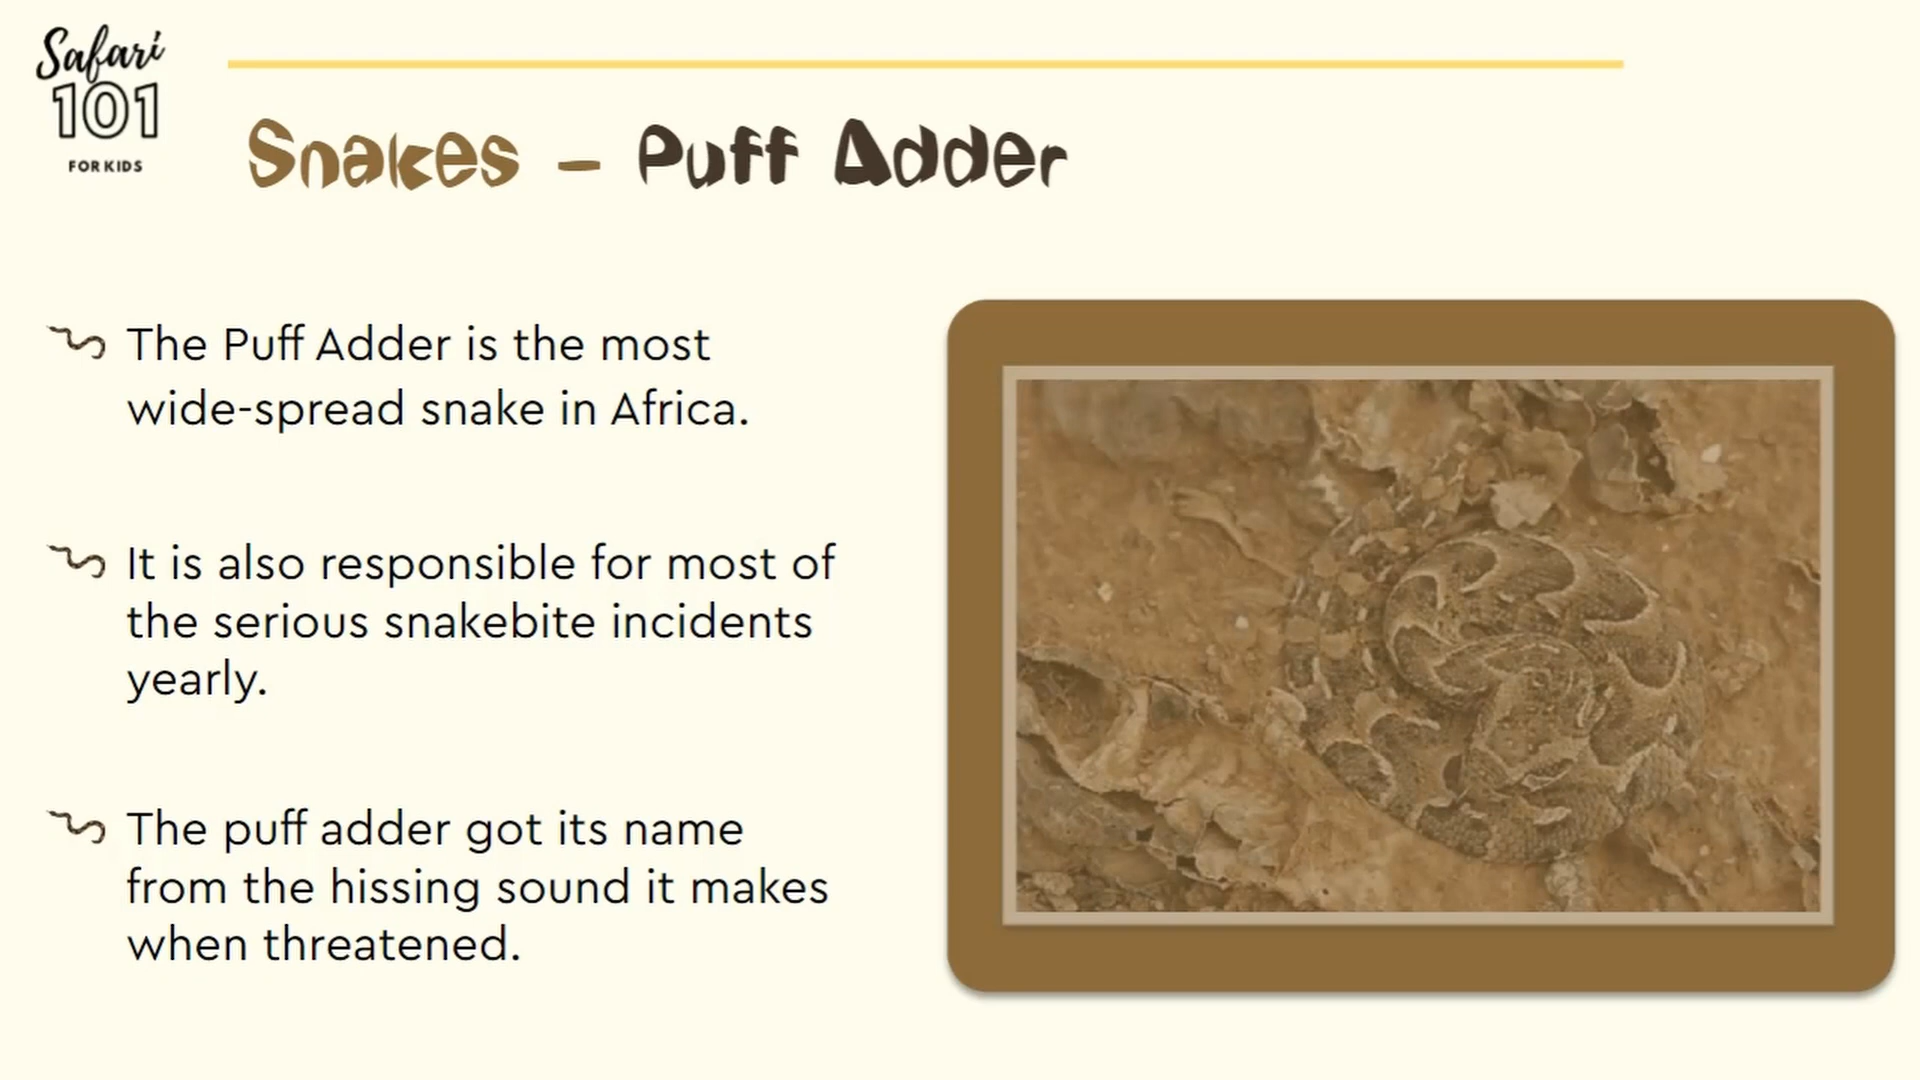 Safari
101
FOR KIDS
Snakes – Puff Adder
The Puff Adder is the most
wide-spread snake in Africa.
It is also responsible for most of
the serious snakebite incidents
yearly.
The puff adder got its name
from the hissing sound it makes
when threatened.